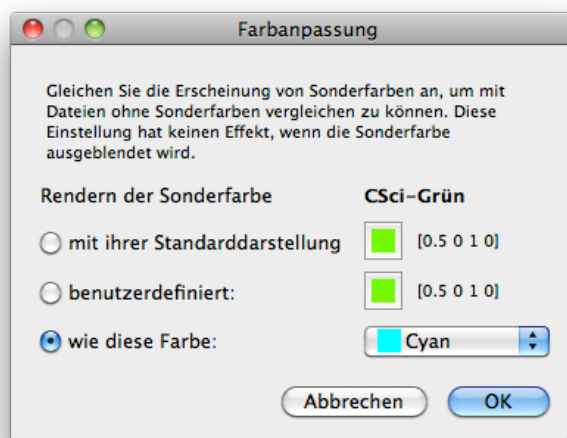 Farbanpassung
Gleichen Sie die Erscheinung von Sonderfarben an, um mit
Dateien ohne Sonderfarben vergleichen zu können. Diese
Einstellung hat keinen Effekt, wenn die Sonderfarbe
ausgeblendet wird.
Rendern der Sonderfarbe CSci-Grün
mit ihrer Standarddarstellung [0.5 0 1 0]
benutzerdefiniert: [0.5 0 1 0]
wie diese Farbe: Cyan
Abbrechen OK